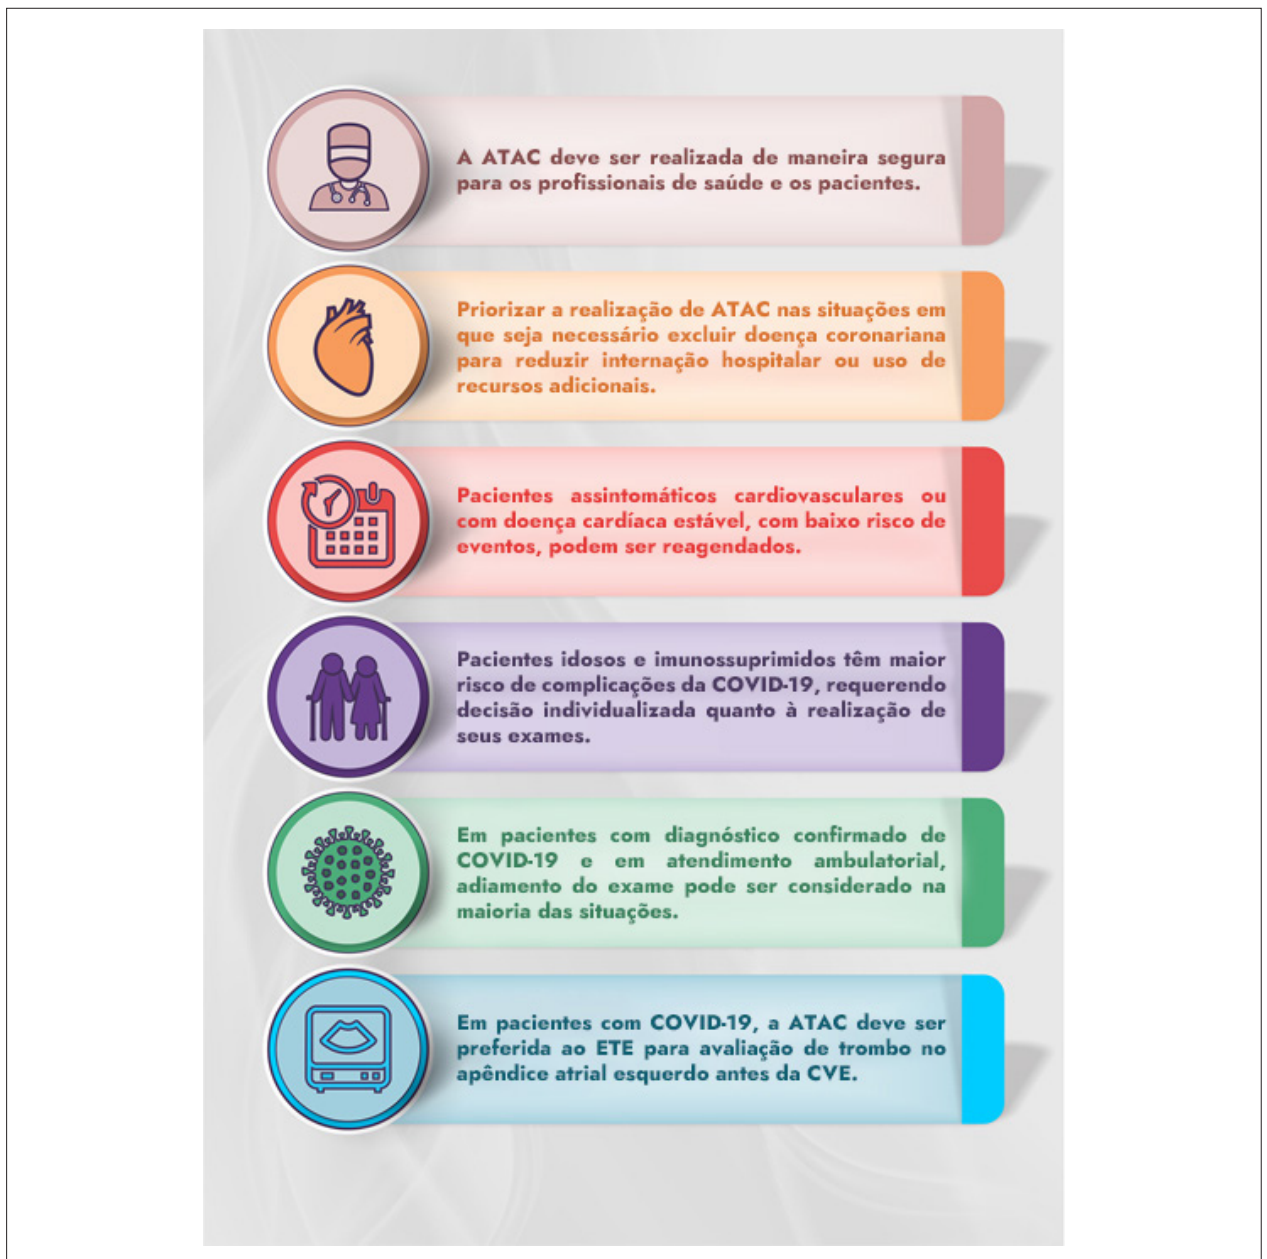 A ATAC deve ser realizada de maneira segura
para os profissionais de saúde e os pacientes.
Priorizar a realização de ATAC nas situações em
que seja necessário excluir doença coronariana
para reduzir internação hospitalar ou uso de
recursos adicionais.
Pacientes assintomáticos cardiovasculares ou
com doença cardíaca estável, com baixo risco de
eventos, podem ser reagendados.
Pacientes idosos e imunossuprimidos têm maior
risco de complicações da COVID-19, requerendo
decisão individualizada quanto à realização de
seus exames.
Em pacientes com diagnóstico confirmado de
COVID-19 e em atendimento ambulatorial,
adiamento do exame pode ser considerado na
maioria das situações.
Em pacientes com COVID-19, a ATAC deve ser
preferida ao ETE para avaliação de trombo no
apêndice atrial esquerdo antes da CVE.